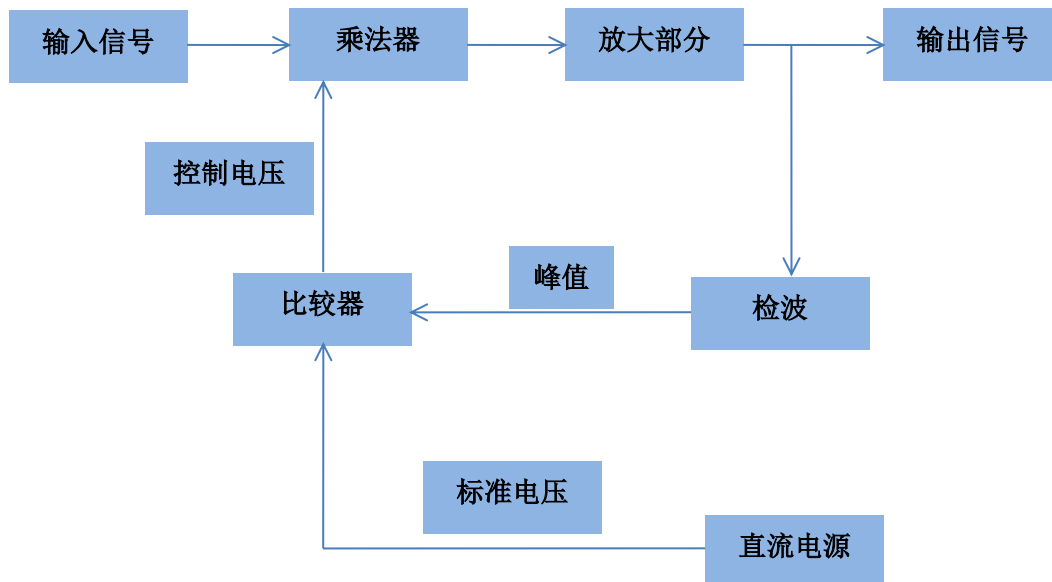 输入信号
乘法器
放大部分
输出信号
控制电压
峰值
比较器
检波
标准电压
直流电源